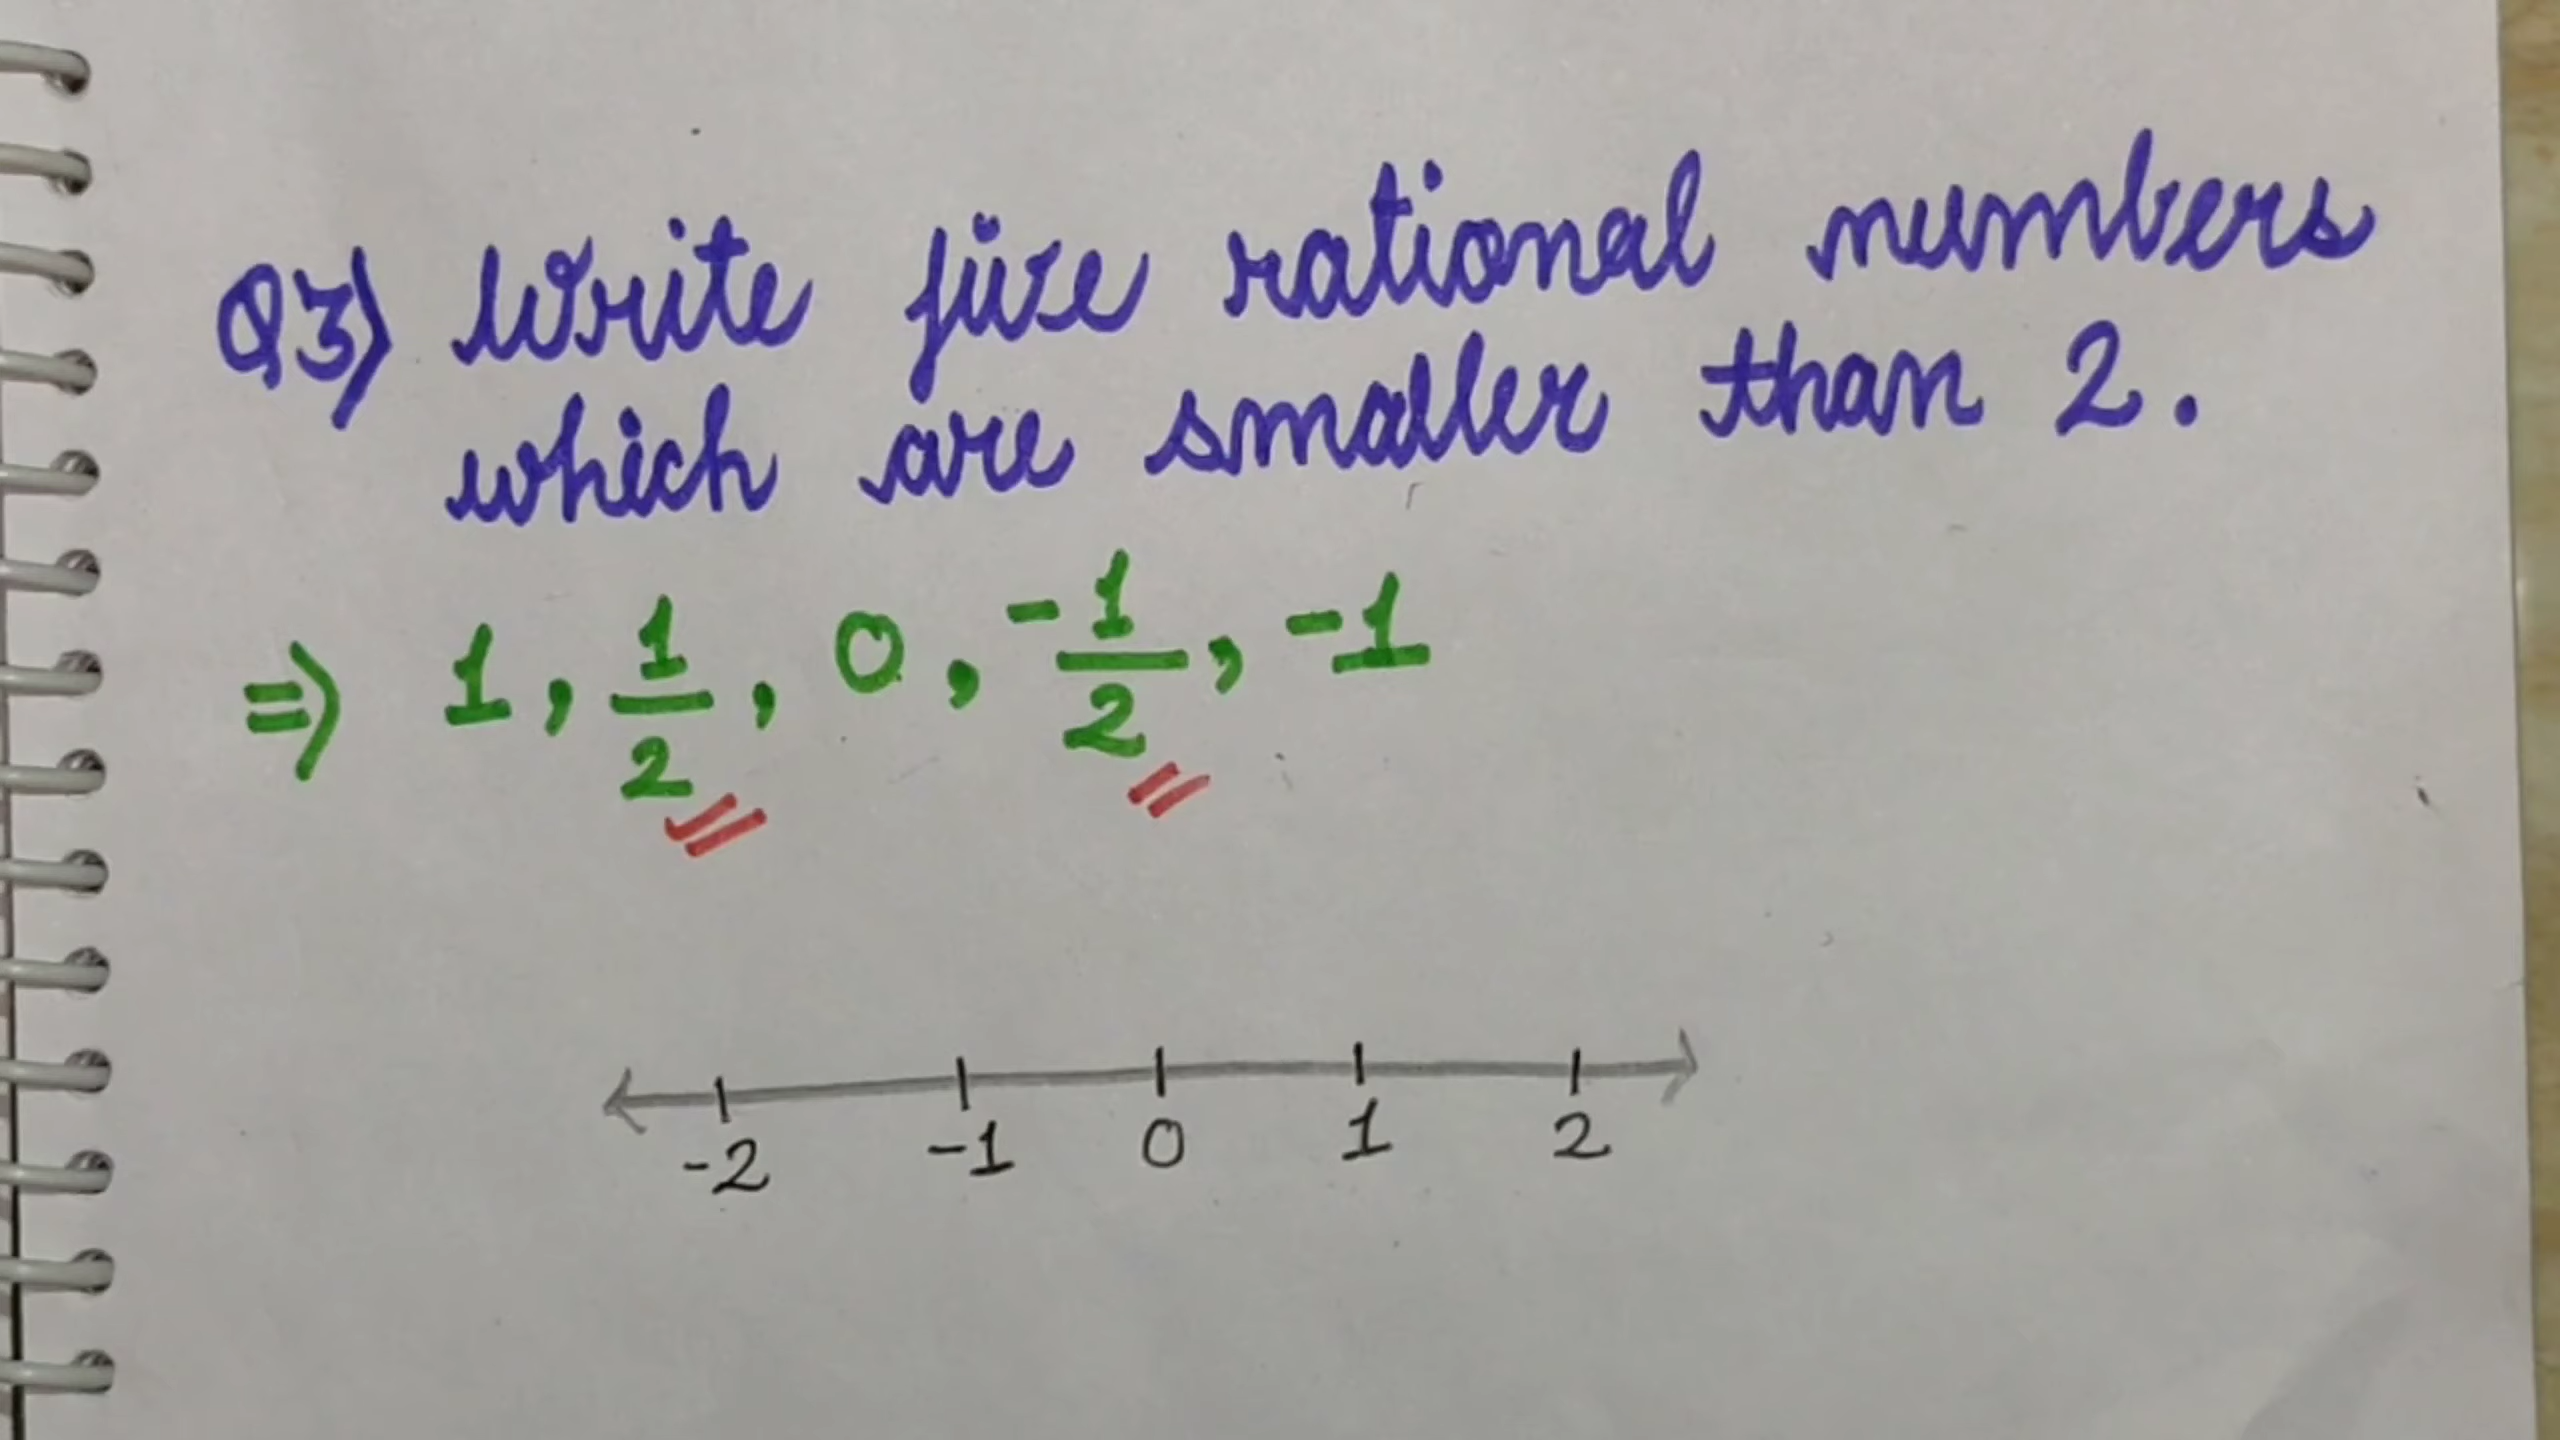 Q3) Write five rational numbers
which are smaller than 2.
⇒ 1, 1/2, 0, -1/2, -1
-2 -1 0 1 2